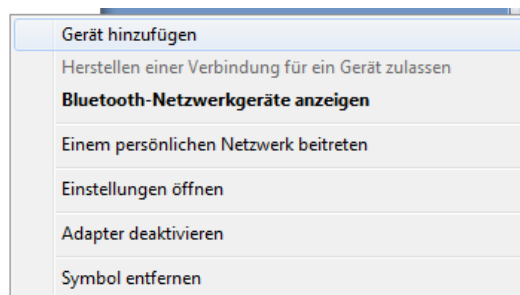 Gerät hinzufügen
Herstellen einer Verbindung für ein Gerät zulassen
Bluetooth-Netzwerkgeräte anzeigen
Einem persönlichen Netzwerk beitreten
Einstellungen öffnen
Adapter deaktivieren
Symbol entfernen